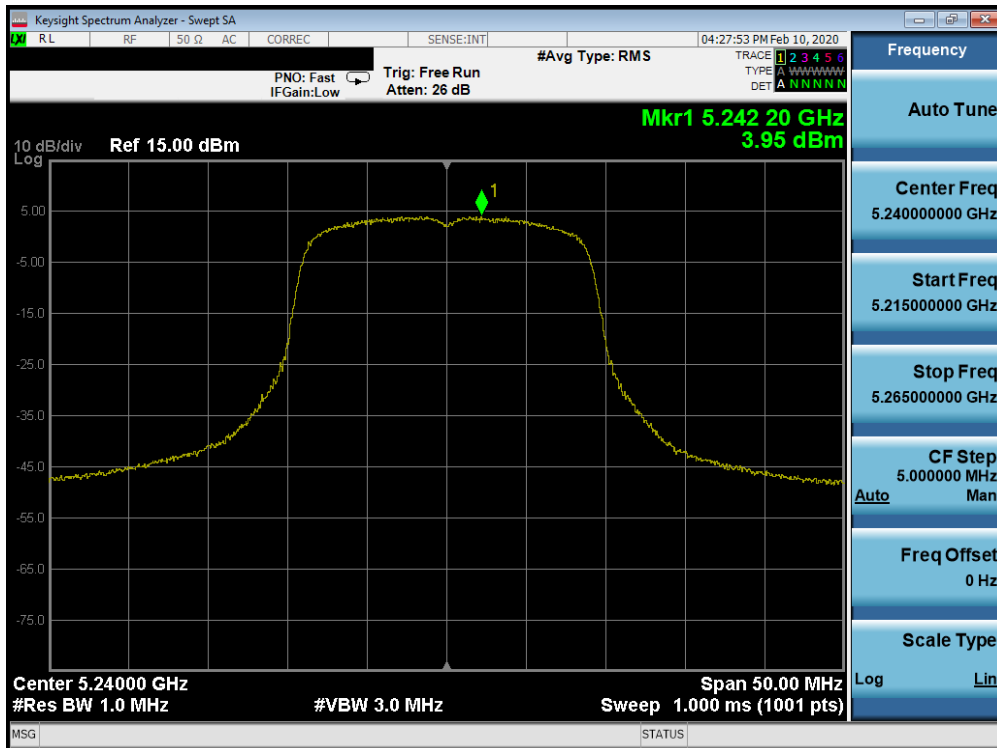 Keysight Spectrum Analyzer - Swept SA
LXI RL RF 50 Ω AC CORREC SENSE:INT 04:27:53 PM Feb 10, 2020
#Avg Type: RMS
TRACE 1 2 3 4 5 6
TYPE A WWWWW
DET A N N N N N
PNO: Fast
IFGain:Low
Trig: Free Run
Atten: 26 dB
Mkr1 5.242 20 GHz
3.95 dBm
10 dB/div
Log
Ref 15.00 dBm
1
5.00
-5.00
-15.0
-25.0
-35.0
-45.0
-55.0
-65.0
-75.0
Center 5.24000 GHz
Span 50.00 MHz
#Res BW 1.0 MHz
#VBW 3.0 MHz
Sweep 1.000 ms (1001 pts)
MSG
STATUS
Frequency
Auto Tune
Center Freq
5.240000000 GHz
Start Freq
5.215000000 GHz
Stop Freq
5.265000000 GHz
CF Step
5.000000 MHz
Auto Man
Freq Offset
0 Hz
Scale Type
Log Lin